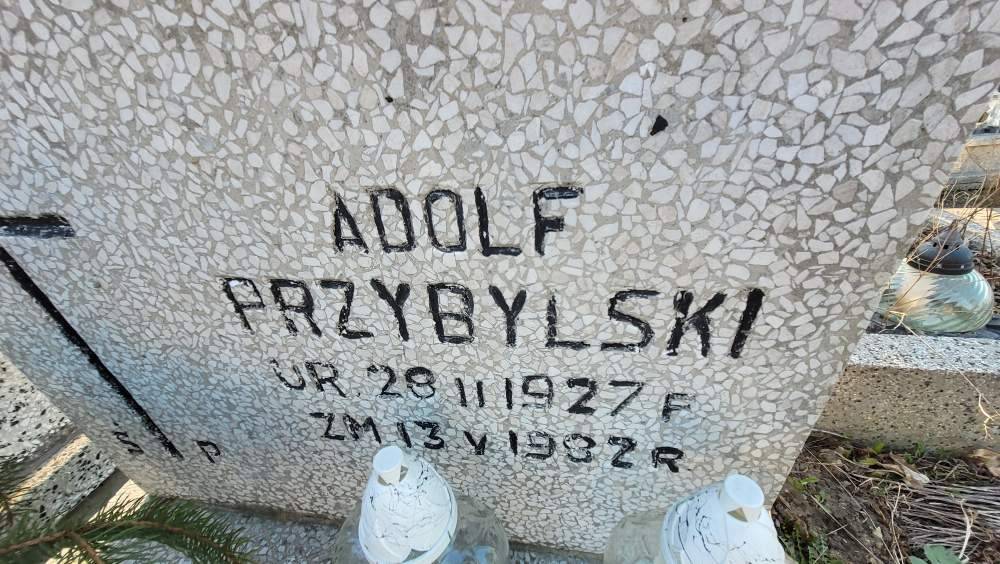 ADOLF
PRZYBYLSKI
UR. 28 II 1927 F
ZM 13 V 1982 R
Ś P